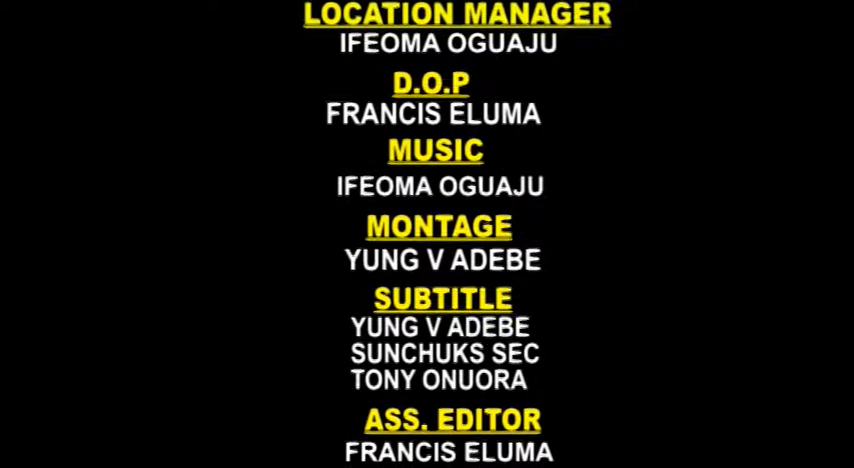 LOCATION MANAGER
IFEOMA OGUAJU
D.O.P
FRANCIS ELUMA
MUSIC
IFEOMA OGUAJU
MONTAGE
YUNG V ADEBE
SUBTITLE
YUNG V ADEBE
SUNCHUKS SEC
TONY ONUORA
ASS. EDITOR
FRANCIS ELUMA